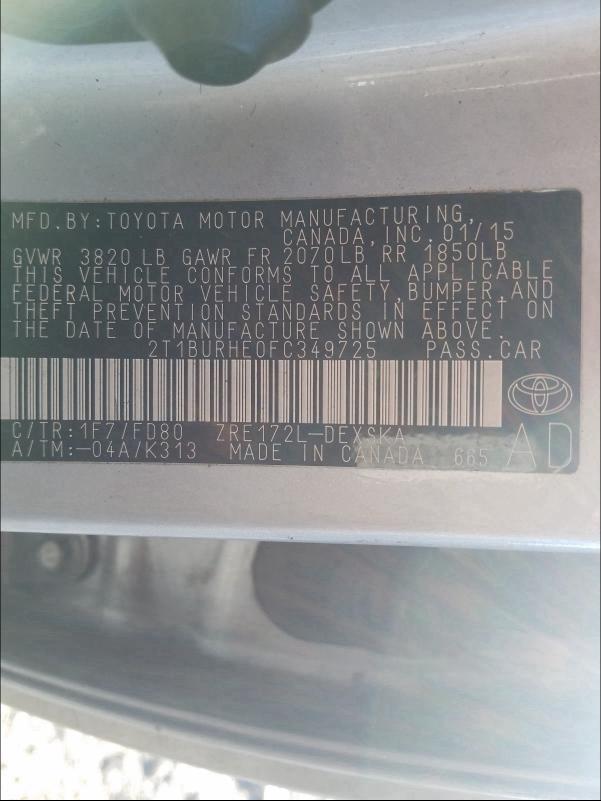 MFD.BY:TOYOTA MOTOR MANUFACTURING,
CANADA,INC. 01/15
GVWR 3820 LB GAWR FR 2070LB, RR 1850LB
THIS VEHICLE CONFORMS TO ALL APPLICABLE
FEDERAL MOTOR VEHICLE SAFETY,BUMPER,AND
THEFT PREVENTION STANDARDS IN EFFECT ON
THE DATE OF MANUFACTURE SHOWN ABOVE.
2T1BURHE0FC349725 PASS.CAR
C/TR:1F7/FD80 ZRE172L-DEXSKA
A/TM:-04A/K313 MADE IN CANADA 665 AD